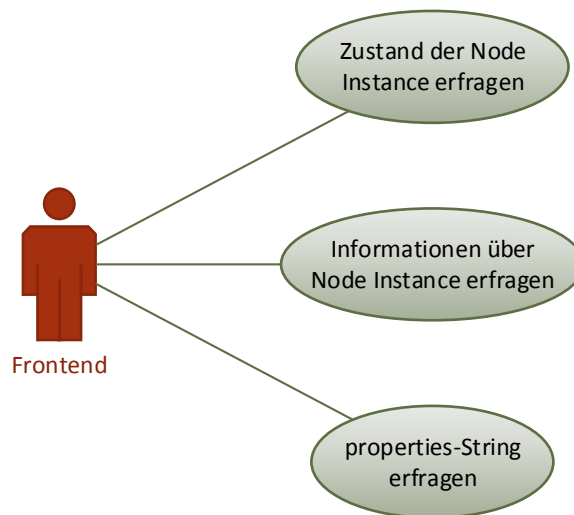 Zustand der Node
Instance erfragen
Informationen über
Node Instance erfragen
Frontend
properties-String
erfragen